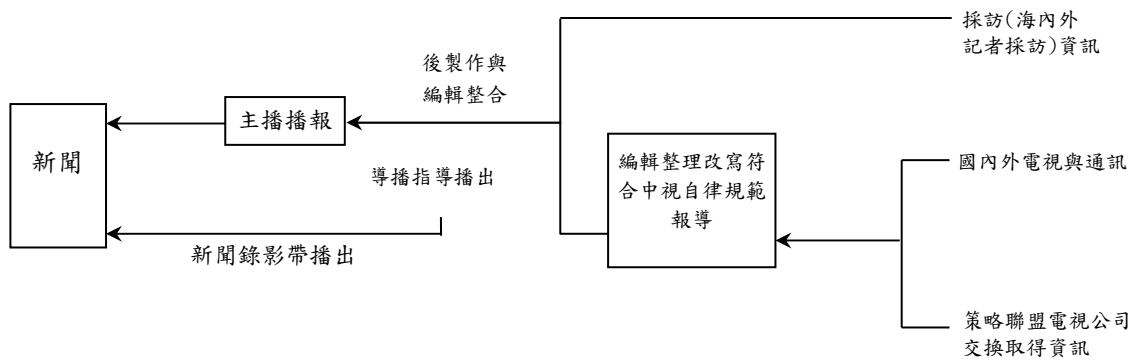 採訪(海內外
記者採訪)資訊
後製作與
編輯整合
主播播報
新聞
編輯整理改寫符
合中視自律規範
報導
國內外電視與通訊
導播指導播出
新聞錄影帶播出
策略聯盟電視公司
交換取得資訊